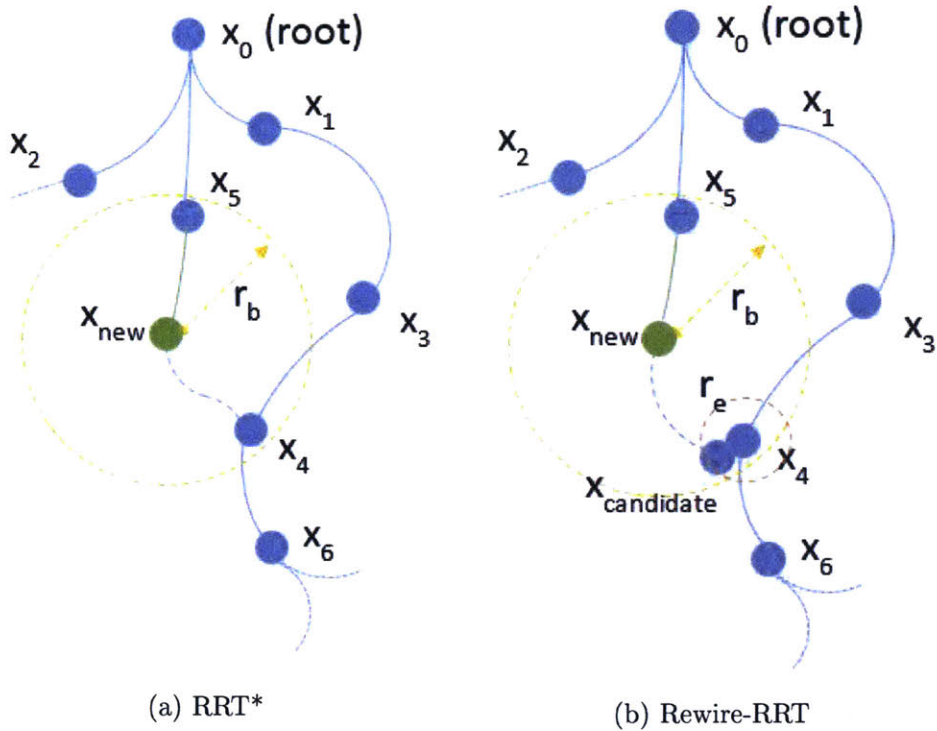 x0 (root)
x1
x2
x5
rb
xnew
x3
x4
x6
(a) RRT*
x0 (root)
x1
x2
x5
rb
xnew
x3
re
x4
xcandidate
x6
(b) Rewire-RRT